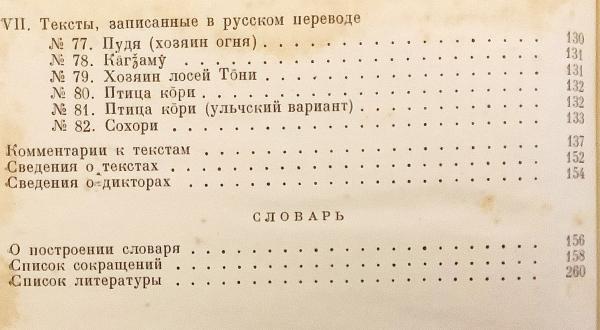 VII. Тексты, записанные в русском переводе
№ 77. Пудя (хозяин огня) . . . . . . . . . . . . . . . . 130
№ 78. Ка̄гӡ̌амӯ . . . . . . . . . . . . . . . . . . . . 131
№ 79. Хозяин лосей То̄ни . . . . . . . . . . . . . . . . 131
№ 80. Птица ко̄ри . . . . . . . . . . . . . . . . . . . 132
№ 81. Птица ко̄ри (ульчский вариант) . . . . . . . . . . 132
№ 82. Сохори . . . . . . . . . . . . . . . . . . . . . 133
Комментарии к текстам . . . . . . . . . . . . . . . . . 137
Сведения о текстах . . . . . . . . . . . . . . . . . . . 152
Сведения о дикторах . . . . . . . . . . . . . . . . . . 154
СЛОВАРЬ
О построении словаря . . . . . . . . . . . . . . . . . . 156
Список сокращений . . . . . . . . . . . . . . . . . . . 158
Список литературы . . . . . . . . . . . . . . . . . . . 260